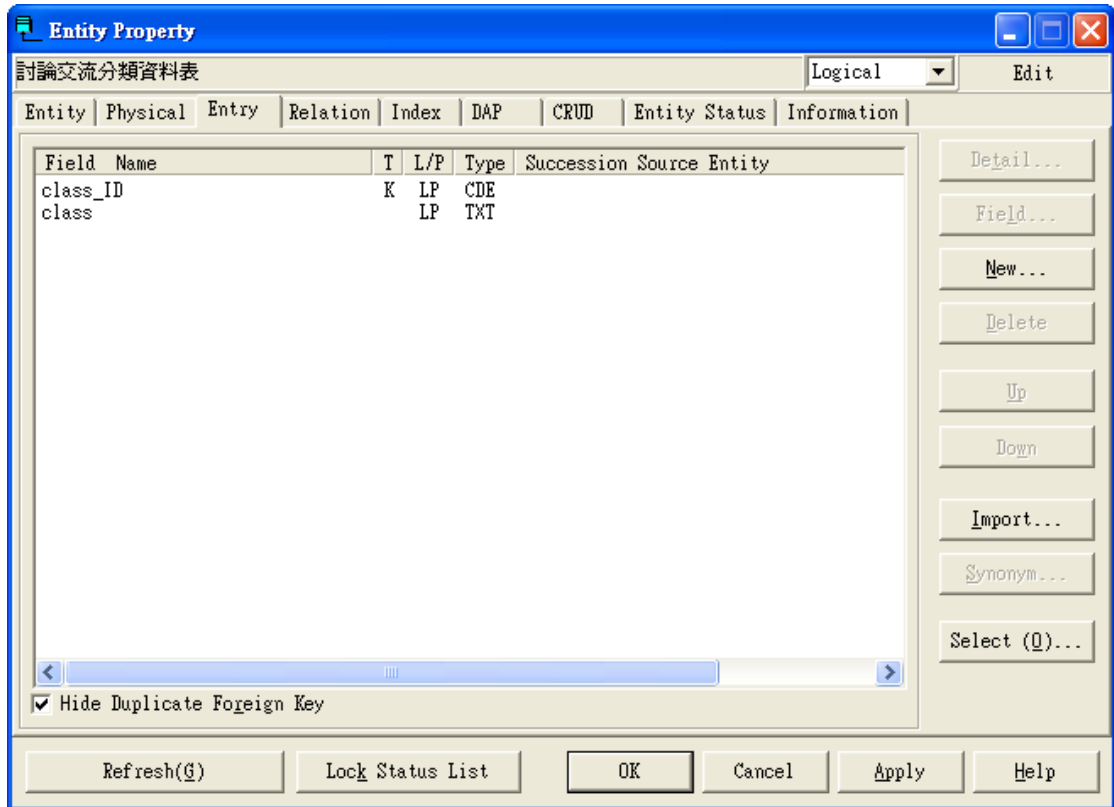 Entity Property
討論交流分類資料表 Logical Edit
Entity Physical Entry Relation Index DAP CRUD Entity Status Information
Field Name T L/P Type Succession Source Entity
class_ID K LP CDE
class LP TXT
Detail...
Field...
New...
Delete
Up
Down
Import...
Synonym...
Select (O)...
Hide Duplicate Foreign Key
Refresh(G) Lock Status List OK Cancel Apply Help